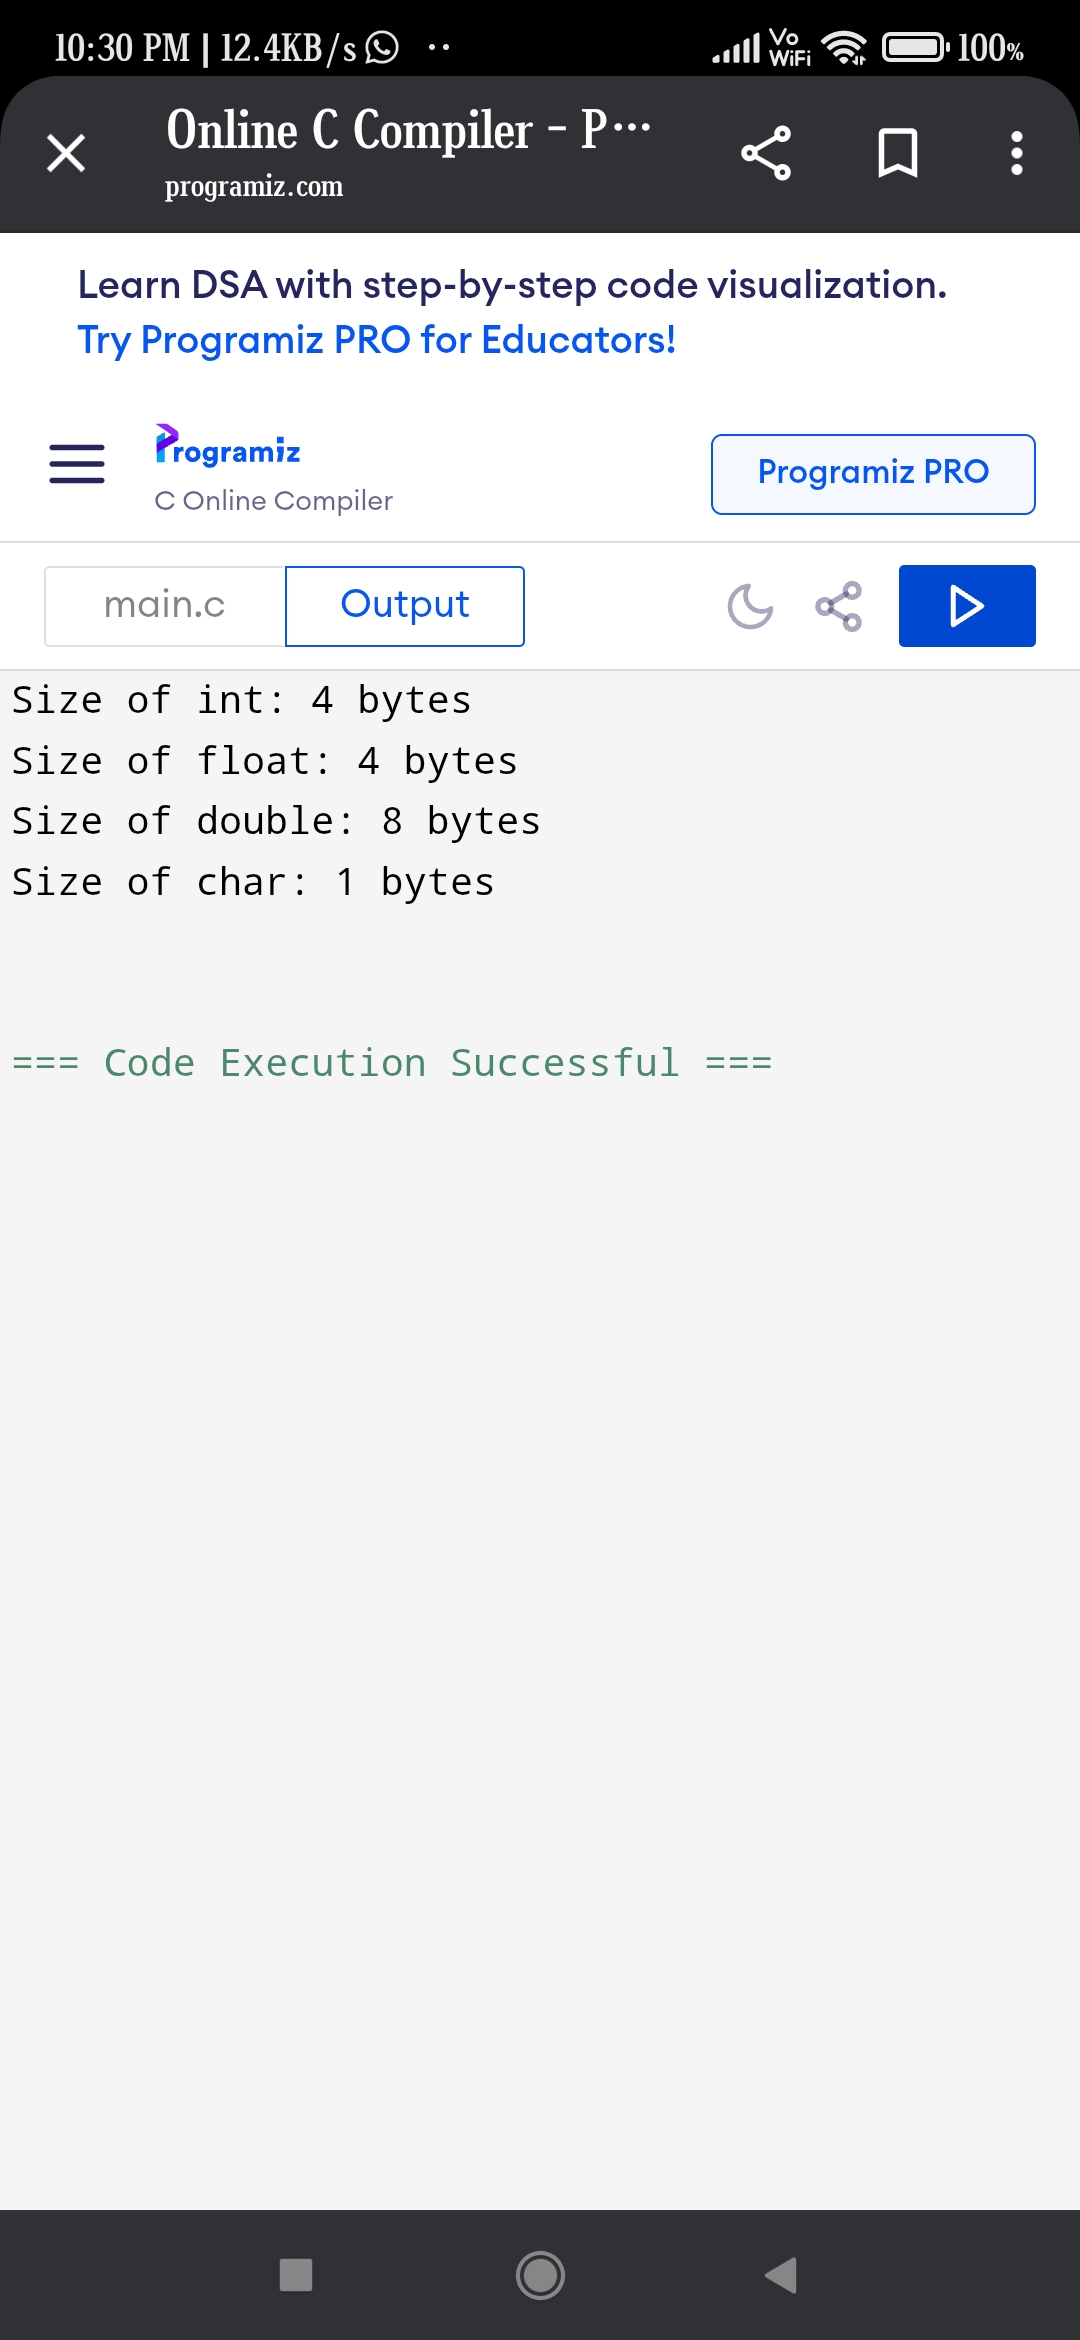 10:30 PM | 12.4KB/s
Vo WiFi 100%
Online C Compiler - P...
programiz.com
Learn DSA with step-by-step code visualization.
Try Programiz PRO for Educators!
Programiz
C Online Compiler
Programiz PRO
main.c
Output
Size of int: 4 bytes
Size of float: 4 bytes
Size of double: 8 bytes
Size of char: 1 bytes
=== Code Execution Successful ===